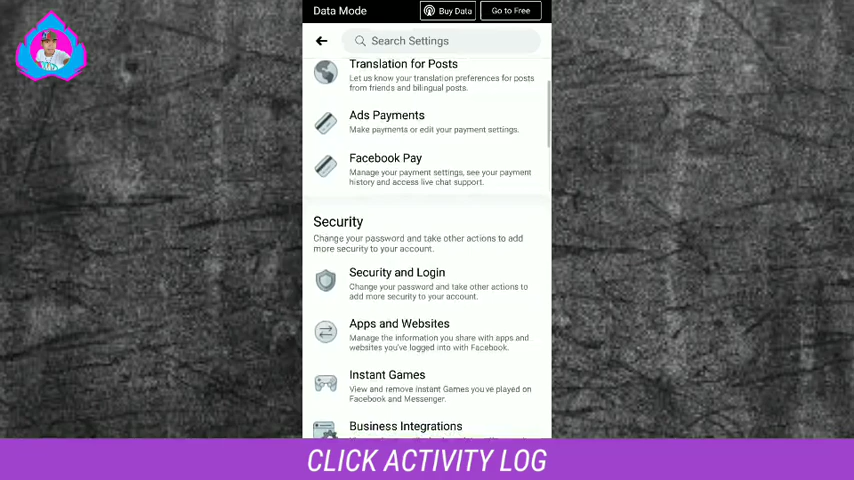 Data Mode
Buy Data
Go to Free
Search Settings
Translation for Posts
Let us know your translation preferences for posts
from friends and bilingual posts.
Ads Payments
Make payments or edit your payment settings.
Facebook Pay
Manage your payment settings, see your payment
history and access live chat support.
Security
Change your password and take other actions to add
more security to your account.
Security and Login
Change your password and take other actions to
add more security to your account.
Apps and Websites
Manage the information you share with apps and
websites you've logged into with Facebook.
Instant Games
View and remove Instant Games you've played on
Facebook and Messenger.
Business Integrations
CLICK ACTIVITY LOG